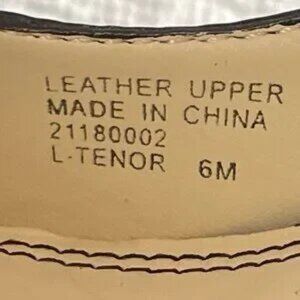 LEATHER UPPER
MADE IN CHINA
21180002
L-TENOR 6M